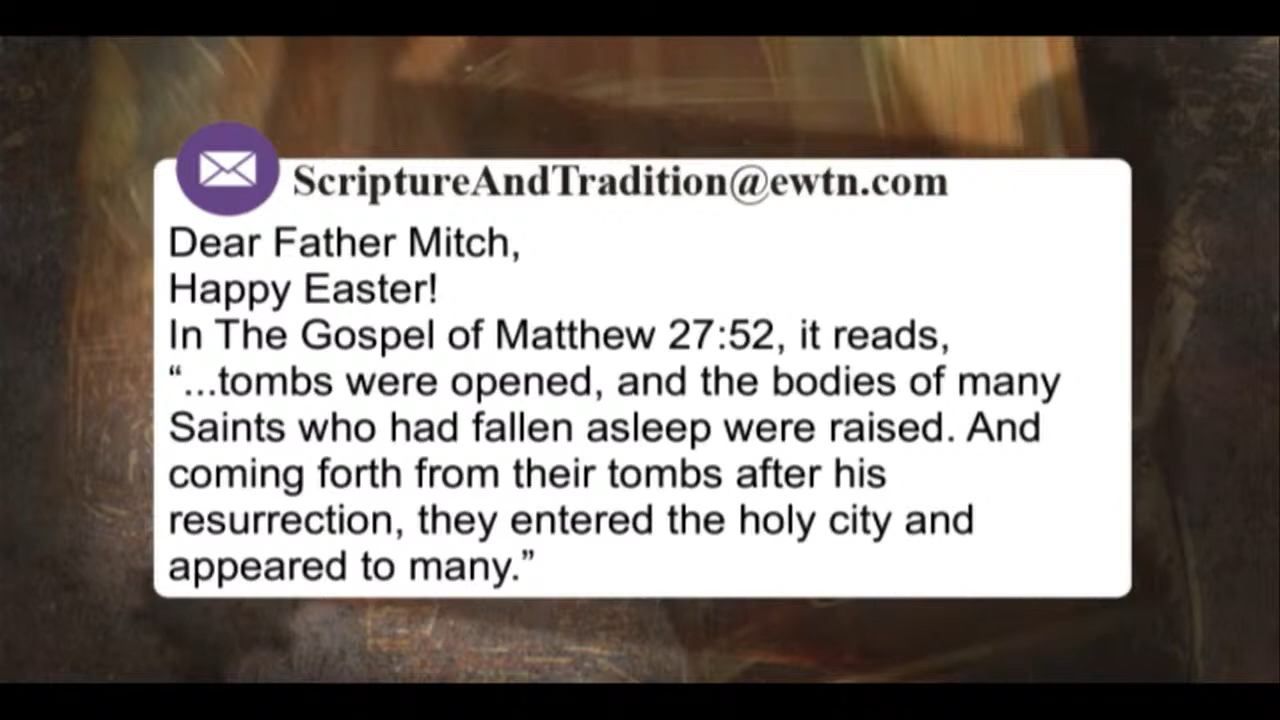 ScriptureAndTradition@ewtn.com
Dear Father Mitch,
Happy Easter!
In The Gospel of Matthew 27:52, it reads,
“...tombs were opened, and the bodies of many
Saints who had fallen asleep were raised. And
coming forth from their tombs after his
resurrection, they entered the holy city and
appeared to many.”